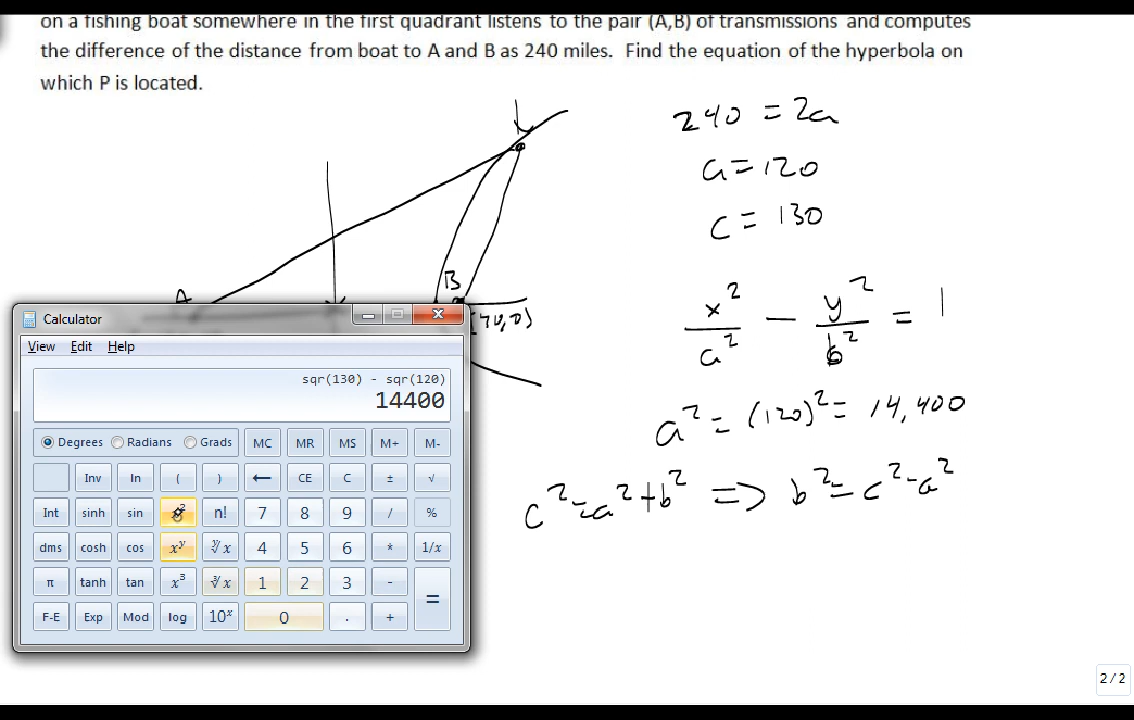 on a fishing boat somewhere in the first quadrant listens to the pair (A,B) of transmissions and computes
the difference of the distance from boat to A and B as 240 miles. Find the equation of the hyperbola on
which P is located.
240 = 2a
a = 120
c = 130
A
B
x² / a² − y² / b² = 1
a² = (120)² = 14,400
c² = a² + b² => b² = c² - a²
Calculator
View Edit Help
sqr(130) - sqr(120)
14400
Degrees Radians Grads MC MR MS M+ M-
Inv ln ( ) ← CE C ± √
Int sinh sin n! 7 8 9 / %
dms cosh cos xʸ ʸ√x 4 5 6 * 1/x
π tanh tan x³ ³√x 1 2 3 - =
F-E Exp Mod log 10ˣ 0 . +
2/2